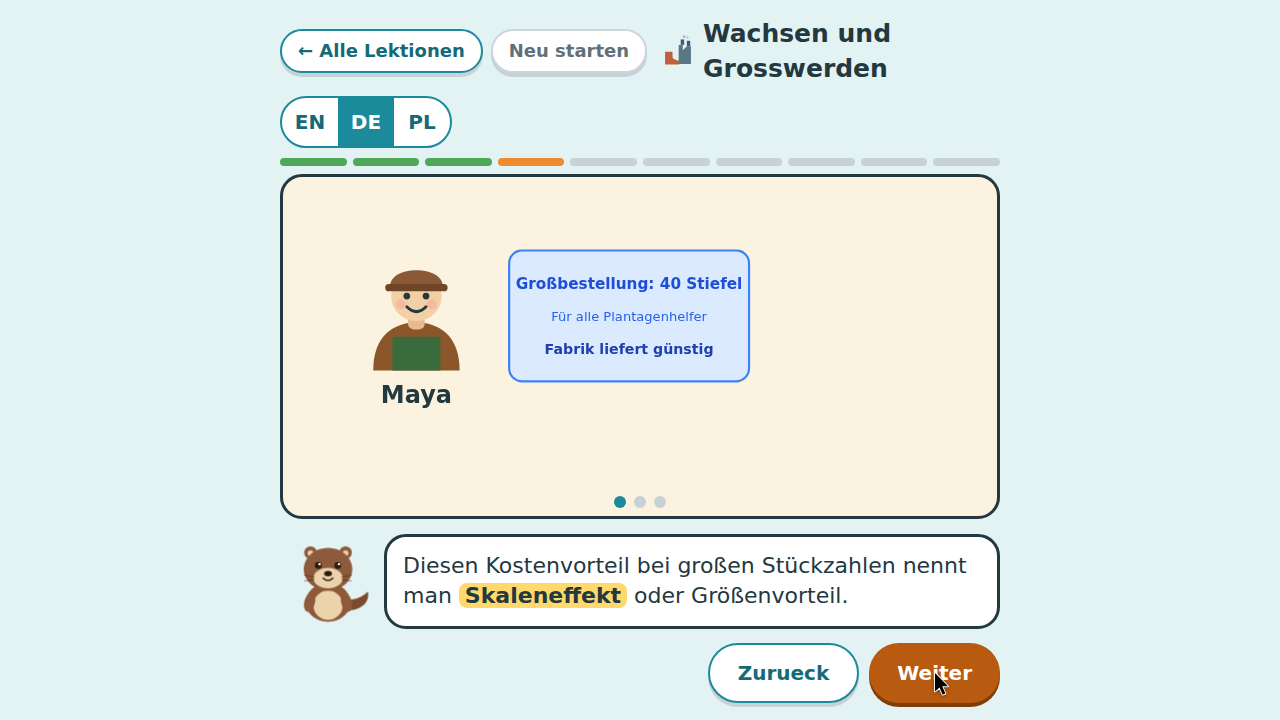 ← Alle Lektionen
Neu starten
Wachsen und
Grosswerden
EN DE PL
Großbestellung: 40 Stiefel
Für alle Plantagenhelfer
Fabrik liefert günstig
Maya
Diesen Kostenvorteil bei großen Stückzahlen nennt
man Skaleneffekt oder Größenvorteil.
Zurueck
Weiter